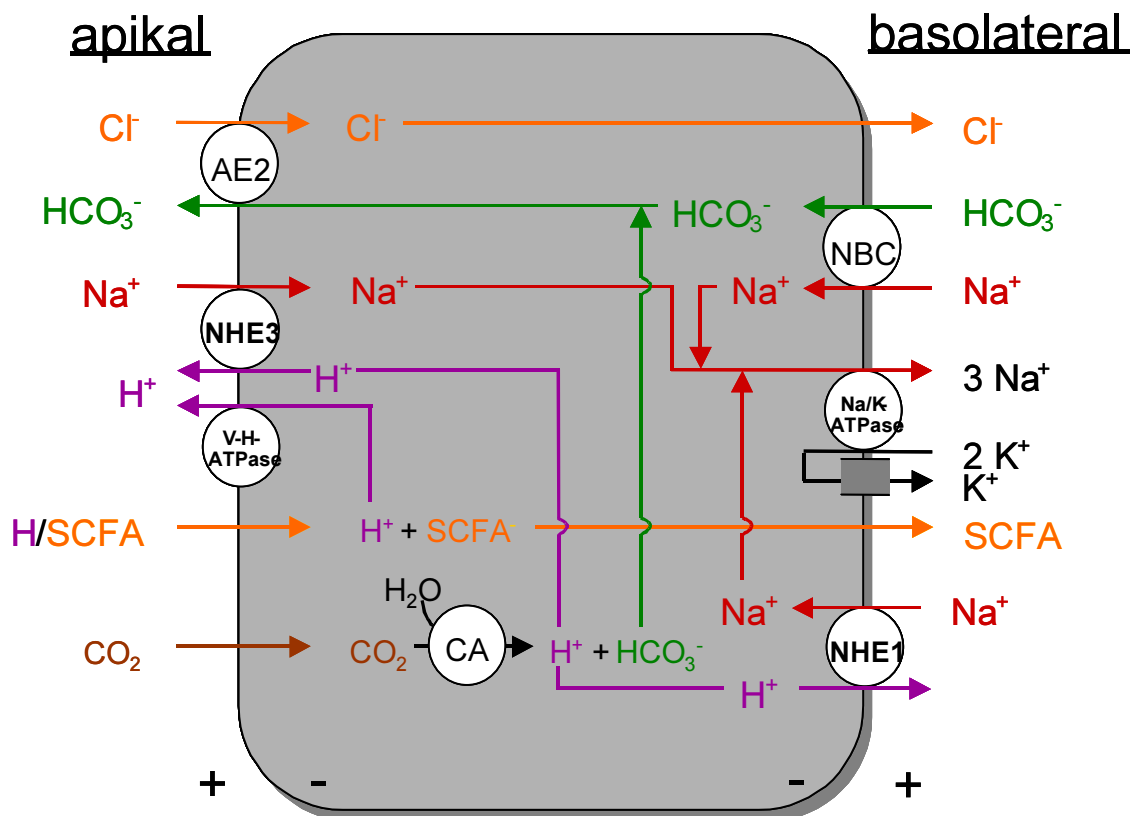 apikal basolateral
Cl⁻ Cl⁻ Cl⁻
AE2
HCO₃⁻ HCO₃⁻ HCO₃⁻
NBC
Na⁺ Na⁺ Na⁺ Na⁺
NHE3
H⁺ H⁺ 3 Na⁺
Na/K-
ATPase
V-H-
ATPase
2 K⁺
K⁺
H/SCFA H⁺ + SCFA⁻ SCFA
H₂O
Na⁺ Na⁺
CO₂ CO₂ CA H⁺ + HCO₃⁻ NHE1
H⁺
+ - - +